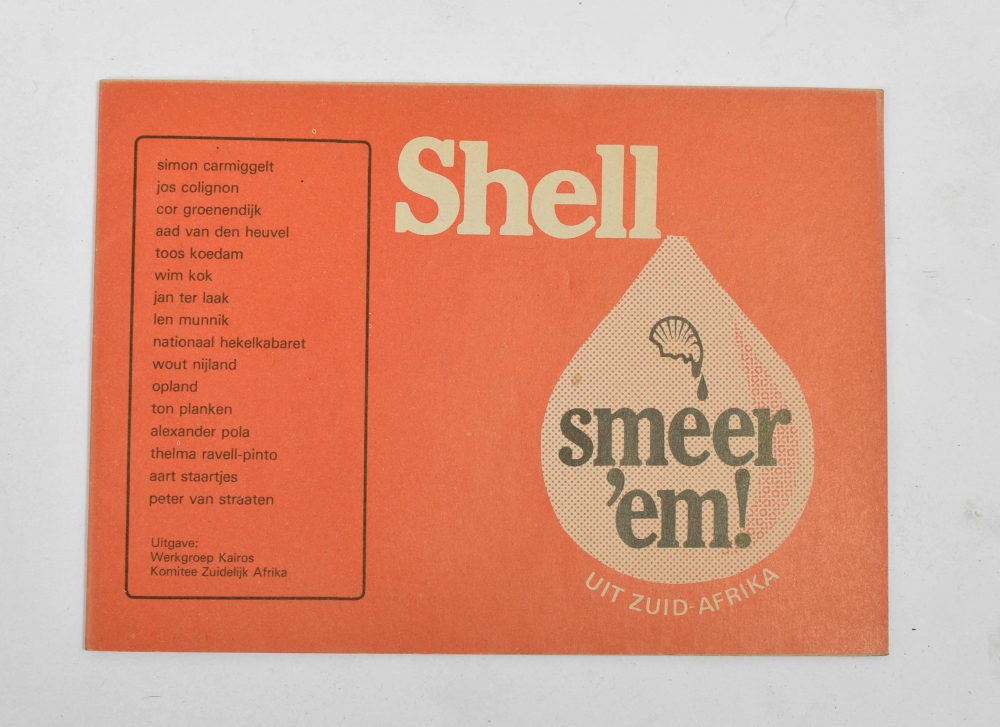 simon carmiggelt
jos colignon
cor groenendijk
aad van den heuvel
toos koedam
wim kok
jan ter laak
len munnik
nationaal hekelkabaret
wout nijland
opland
ton planken
alexander pola
thelma ravell-pinto
aart staartjes
peter van straaten
Uitgave:
Werkgroep Kairos
Komitee Zuidelijk Afrika
Shell
smeer
'em!
UIT ZUID-AFRIKA